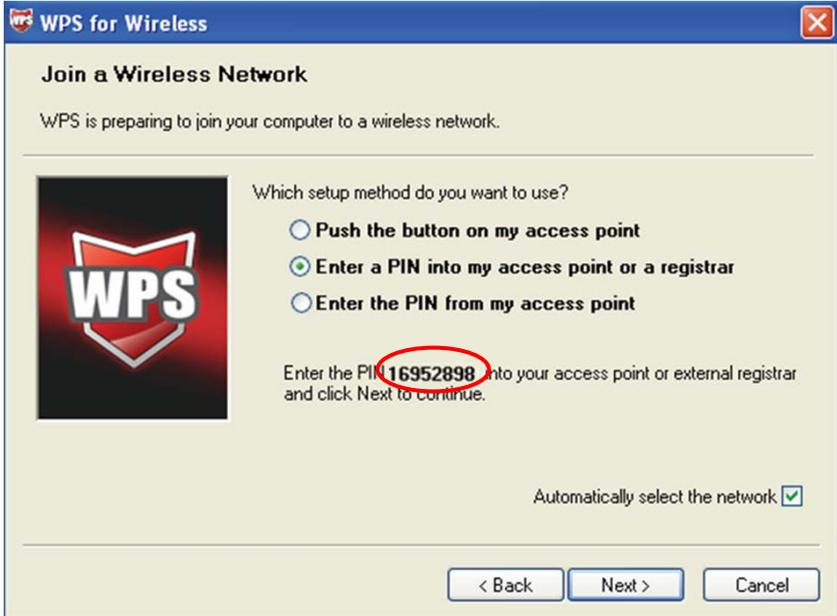 WPS for Wireless
Join a Wireless Network
WPS is preparing to join your computer to a wireless network.
Which setup method do you want to use?
Push the button on my access point
Enter a PIN into my access point or a registrar
Enter the PIN from my access point
WPS
Enter the PIN 16952898 into your access point or external registrar
and click Next to continue.
Automatically select the network
< Back
Next >
Cancel